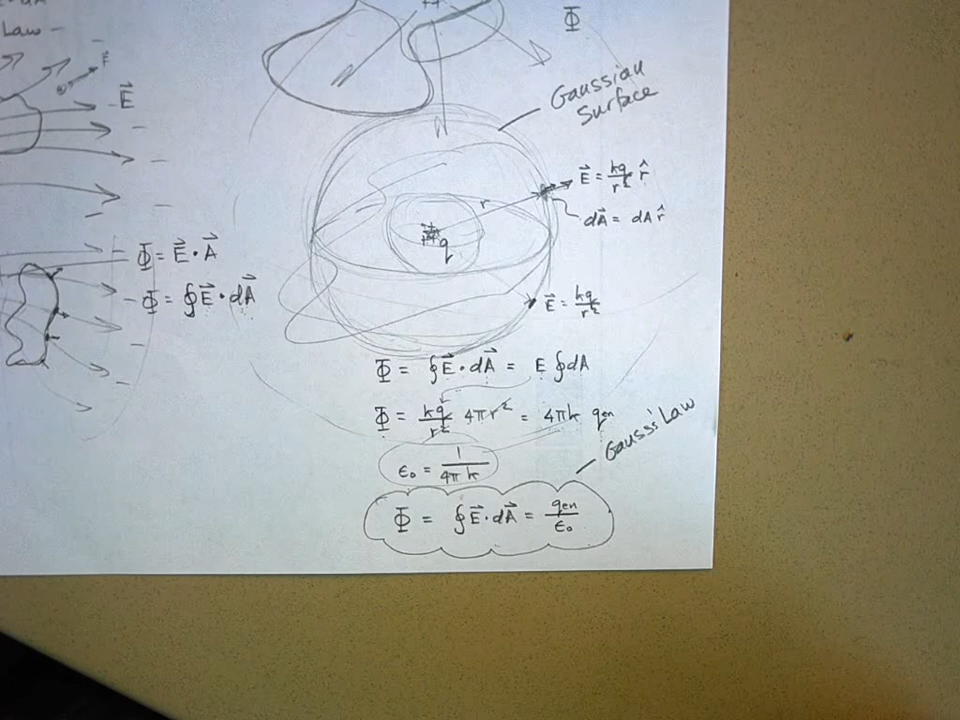 Law –
E⃗
Φ = E⃗ · A⃗
Φ = ∮E⃗ · dA⃗
Φ
Gaussian
Surface
r
E⃗ = kq/r² r̂
dA⃗ = dA r̂
q
E⃗ = kq/r²
Φ = ∮E⃗ · dA⃗ = E ∮dA
Φ = kq/r² 4πr² = 4πk qen
ϵ₀ = 1/4πk
Gauss' Law
Φ = ∮E⃗ · dA⃗ = qen/ϵ₀